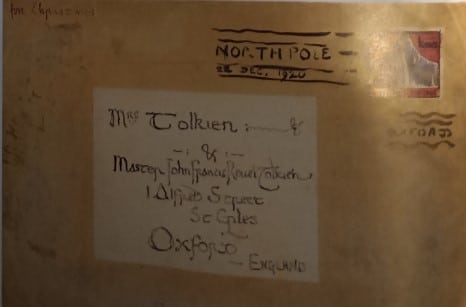 NORTH POLE
22 DEC. 1920
Mrs Tolkien: &
- : & : -
Master John Francis Reuel Tolkien
1 Alfred Street
St Giles
Oxford
- ENGLAND